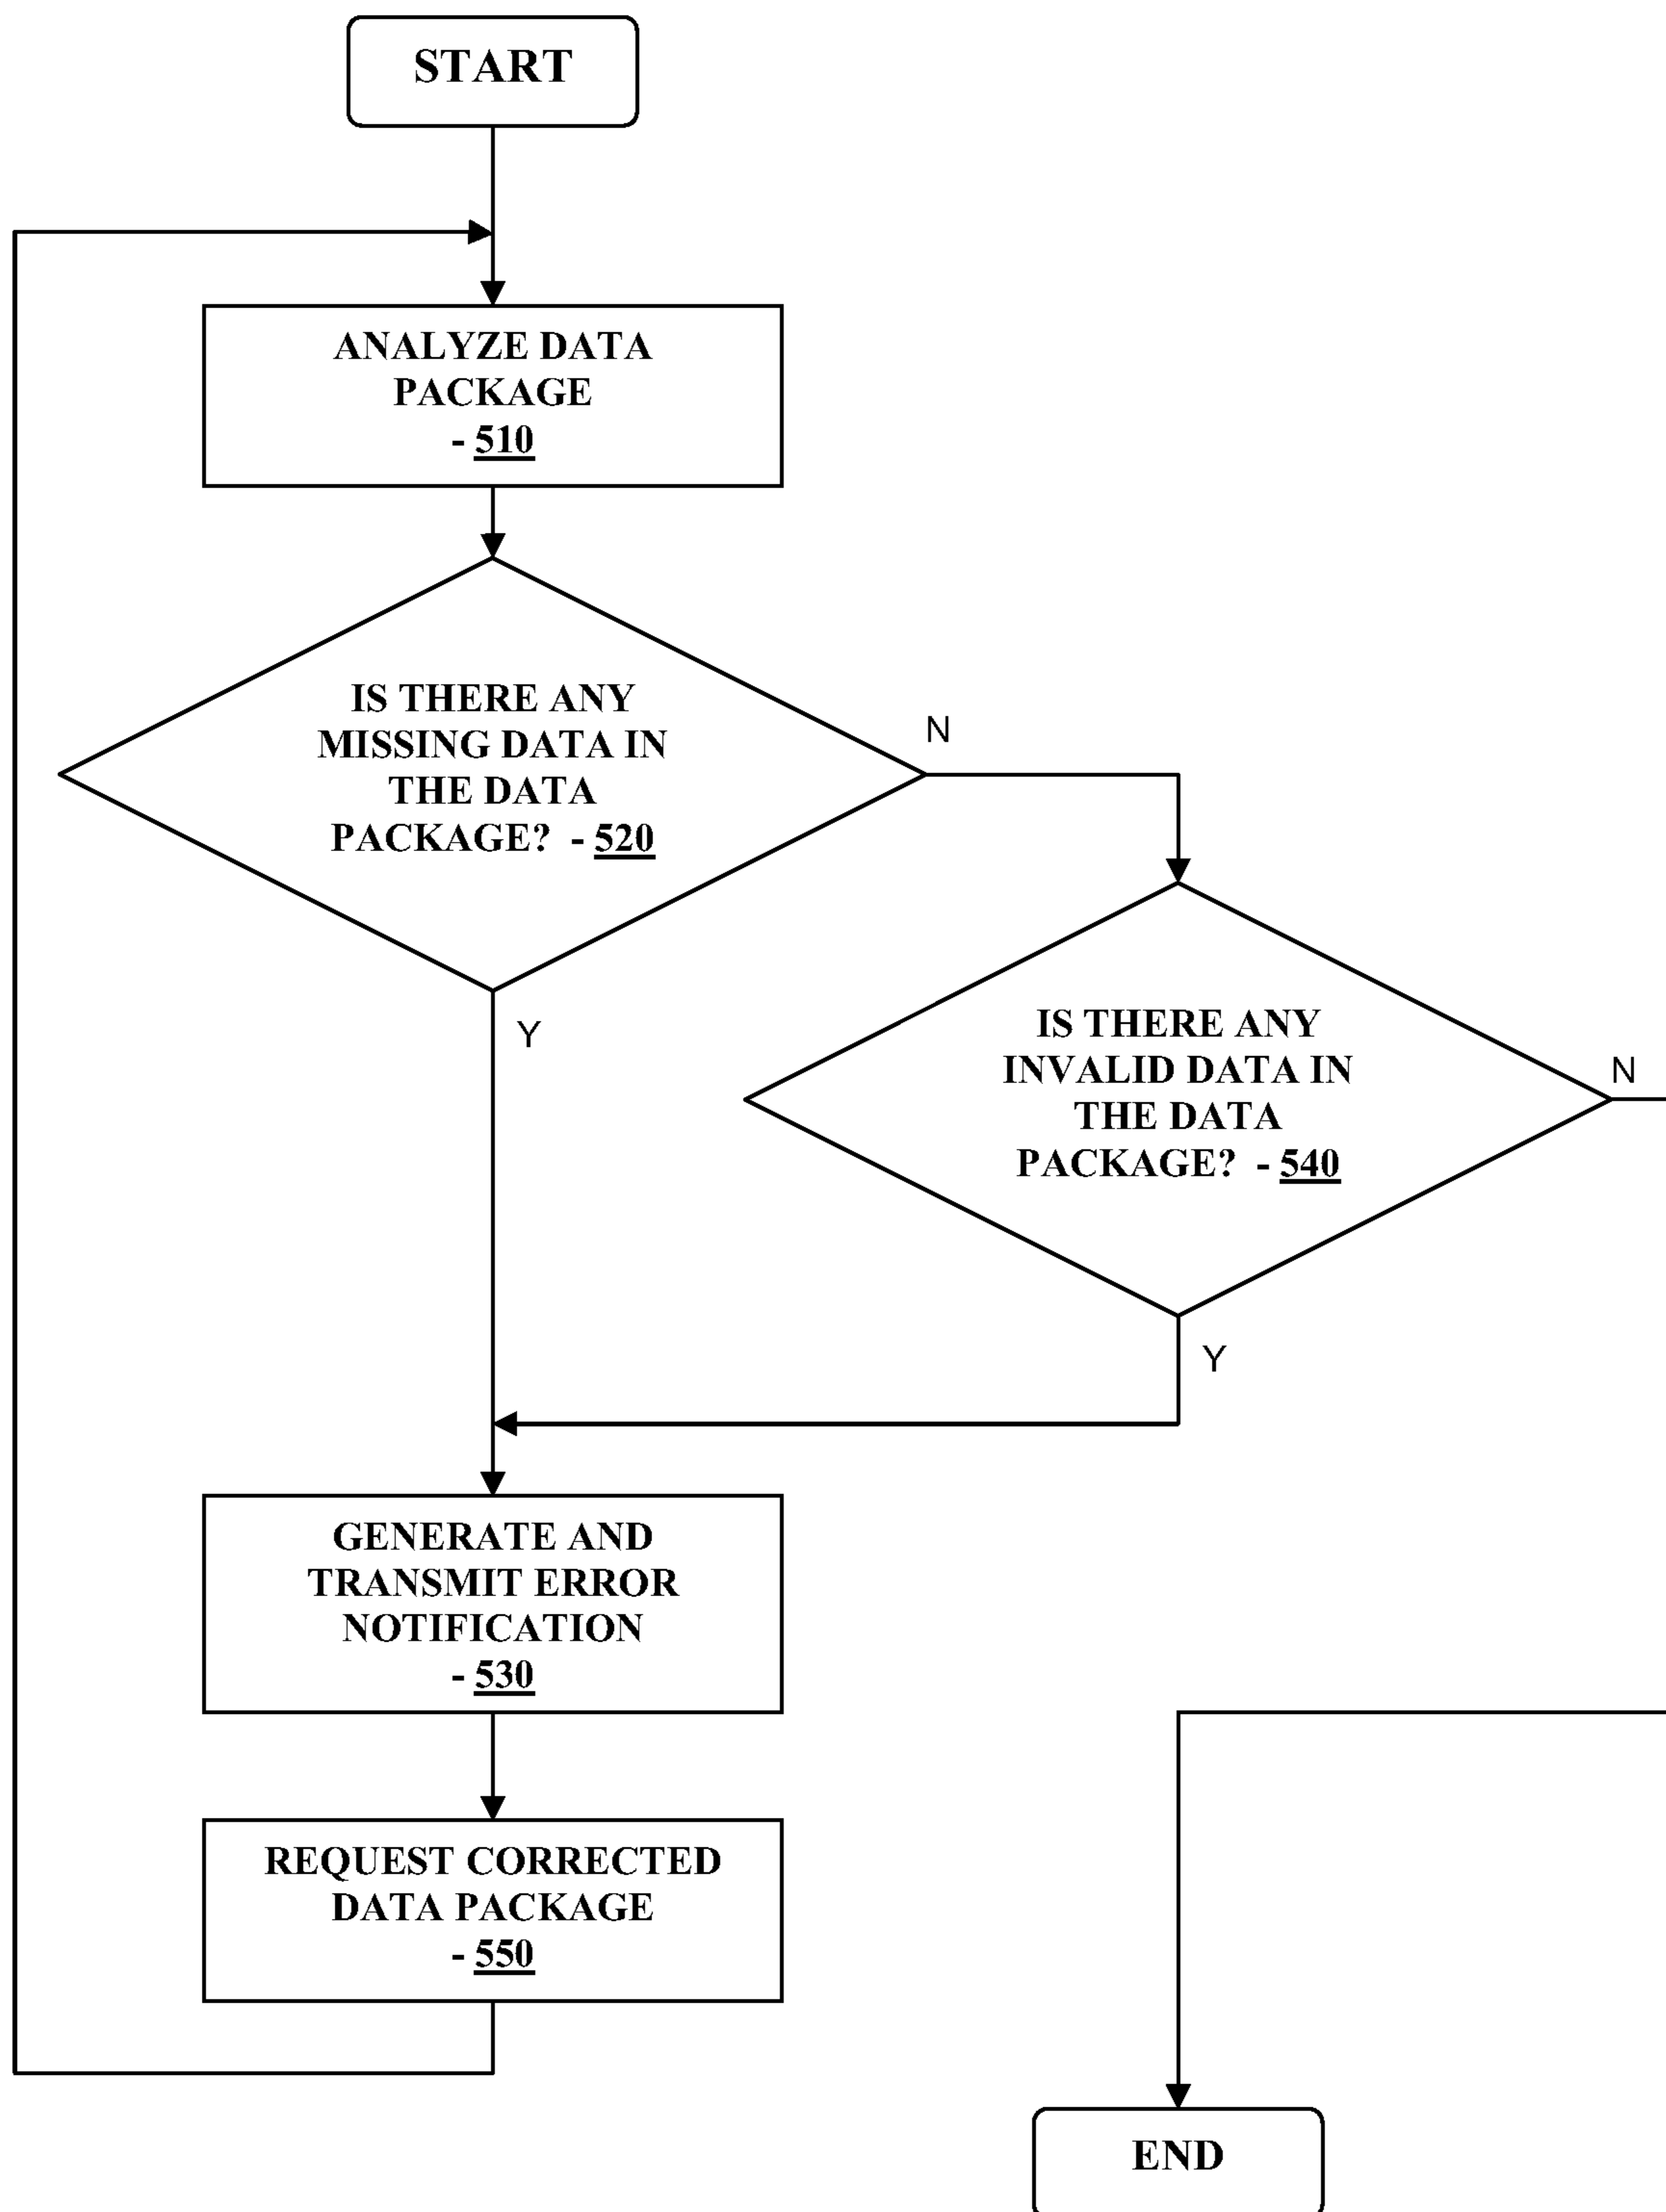 START
ANALYZE DATA
PACKAGE
- 510
IS THERE ANY
MISSING DATA IN
THE DATA
PACKAGE? - 520
N
Y
IS THERE ANY
INVALID DATA IN
THE DATA
PACKAGE? - 540
N
Y
GENERATE AND
TRANSMIT ERROR
NOTIFICATION
- 530
REQUEST CORRECTED
DATA PACKAGE
- 550
END